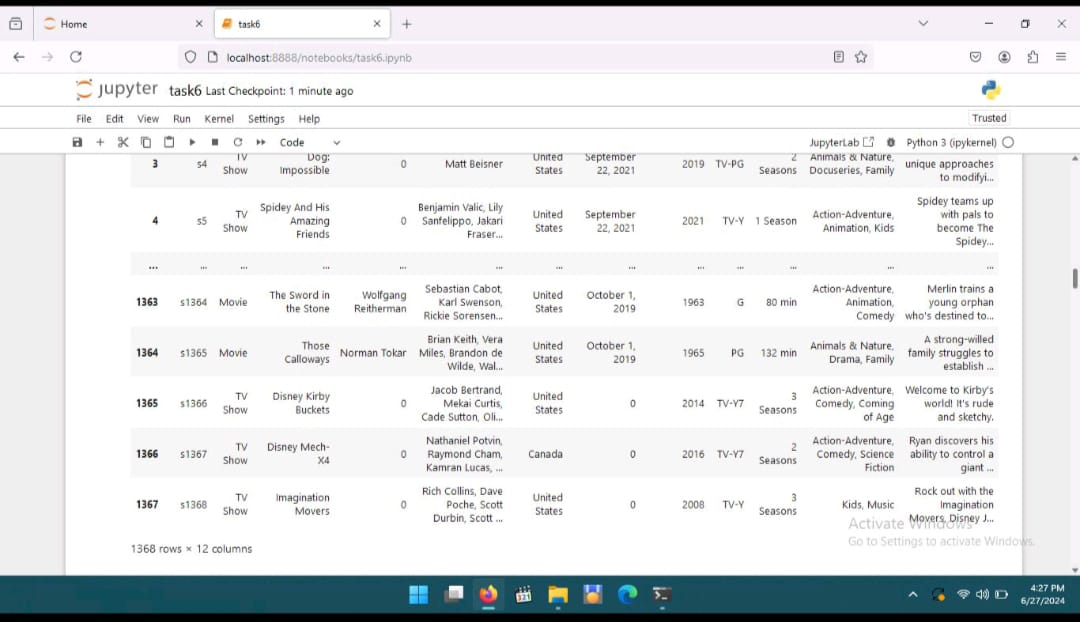 Home
task6
localhost:8888/notebooks/task6.ipynb
jupyter task6 Last Checkpoint: 1 minute ago
File Edit View Run Kernel Settings Help Trusted
Code JupyterLab Python 3 (ipykernel)
3 s4 TV Show Dog: Impossible 0 Matt Beisner United States September 22, 2021 2019 TV-PG 2 Seasons Animals & Nature, Docuseries, Family unique approaches to modifyi...
4 s5 TV Show Spidey And His Amazing Friends 0 Benjamin Valic, Lily Sanfelippo, Jakari Fraser... United States September 22, 2021 2021 TV-Y 1 Season Action-Adventure, Animation, Kids Spidey teams up with pals to become The Spidey...
... ... ... ... ... ... ... ... ... ... ... ... ...
1363 s1364 Movie The Sword in the Stone Wolfgang Reitherman Sebastian Cabot, Karl Swenson, Rickie Sorensen... United States October 1, 2019 1963 G 80 min Action-Adventure, Animation, Comedy Merlin trains a young orphan who's destined to...
1364 s1365 Movie Those Calloways Norman Tokar Brian Keith, Vera Miles, Brandon de Wilde, Wal... United States October 1, 2019 1965 PG 132 min Animals & Nature, Drama, Family A strong-willed family struggles to establish ...
1365 s1366 TV Show Disney Kirby Buckets 0 Jacob Bertrand, Mekai Curtis, Cade Sutton, Oli... United States 0 2014 TV-Y7 3 Seasons Action-Adventure, Comedy, Coming of Age Welcome to Kirby's world! It's rude and sketchy.
1366 s1367 TV Show Disney Mech-X4 0 Nathaniel Potvin, Raymond Cham, Kamran Lucas, ... Canada 0 2016 TV-Y7 2 Seasons Action-Adventure, Comedy, Science Fiction Ryan discovers his ability to control a giant ...
1367 s1368 TV Show Imagination Movers 0 Rich Collins, Dave Poche, Scott Durbin, Scott ... United States 0 2008 TV-Y 3 Seasons Kids, Music Rock out with the Imagination Movers, Disney J...
Activate Windows
Go to Settings to activate Windows.
1368 rows × 12 columns
321
4:27 PM
6/27/2024